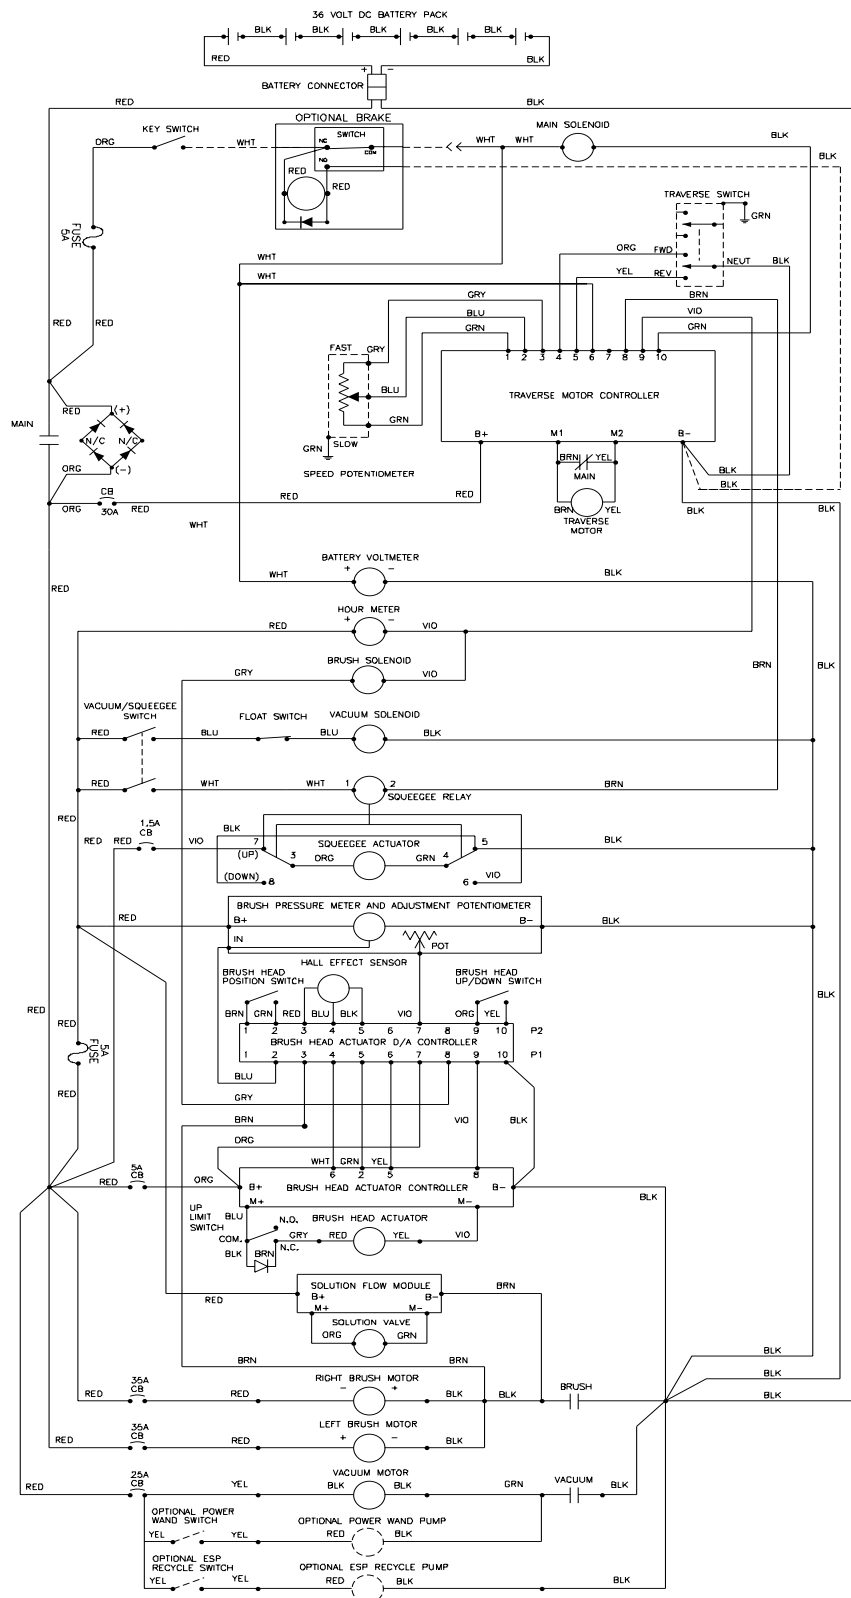 36 VOLT DC BATTERY PACK
BLK BLK BLK BLK BLK
RED BLK
+ −
BATTERY CONNECTOR
RED BLK
OPTIONAL BRAKE
KEY SWITCH SWITCH MAIN SOLENOID
ORG WHT NC COM WHT WHT BLK
NO BLK
RED RED
TRAVERSE SWITCH
GRN
FUSE 5A
ORG FWD
WHT NEUT BLK
WHT YEL REV
GRY BRN
BLU VIO
RED RED GRN GRN
FAST GRY
1 2 3 4 5 6 7 8 9 10
BLU TRAVERSE MOTOR CONTROLLER
RED (+)
MAIN N/C N/C GRN
SLOW B+ M1 M2 B-
GRN
ORG (-) BRN YEL
SPEED POTENTIOMETER MAIN BLK
BLK
CB RED RED
ORG 30A RED BRN YEL BLK BLK
WHT TRAVERSE MOTOR
BATTERY VOLTMETER
RED WHT + − BLK
HOUR METER
RED + − VIO
BRUSH SOLENOID BRN BLK
GRY VIO
VACUUM/SQUEEGEE SWITCH FLOAT SWITCH VACUUM SOLENOID
RED BLU BLU BLK
RED WHT WHT 1 2 BRN
SQUEEGEE RELAY
RED 1.5A CB
BLK
RED RED VIO 7 SQUEEGEE ACTUATOR 5 BLK
(UP) 3 ORG GRN 4
(DOWN) 8 6 VIO
BRUSH PRESSURE METER AND ADJUSTMENT POTENTIOMETER
RED B+ B- BLK
IN POT
HALL EFFECT SENSOR
BRUSH HEAD POSITION SWITCH BRUSH HEAD UP/DOWN SWITCH
BLK
RED BRN GRN RED BLU BLK VIO ORG YEL
RED 1 2 3 4 5 6 7 8 9 10 P2
BRUSH HEAD ACTUATOR D/A CONTROLLER
5A FUSE 1 2 3 4 5 6 7 8 9 10 P1
BLU
RED GRY
BRN VIO BLK
ORG
WHT GRN YEL
5A CB 6 2 5 8
RED ORG B+ BRUSH HEAD ACTUATOR CONTROLLER B- BLK
M+ M-
UP LIMIT SWITCH BLU N.O. BRUSH HEAD ACTUATOR
COM. GRY RED YEL VIO
N.C.
BLK BRN
SOLUTION FLOW MODULE BRN
RED B+ B-
M+ M-
SOLUTION VALVE
ORG GRN
BLK
BRN BRN
BLK
35A CB RIGHT BRUSH MOTOR BRUSH
RED RED − + BLK BLK BLK
35A CB LEFT BRUSH MOTOR
RED RED + − BLK
25A CB VACUUM MOTOR VACUUM
RED YEL BLK BLK GRN BLK
OPTIONAL POWER WAND SWITCH OPTIONAL POWER WAND PUMP
YEL YEL RED BLK
OPTIONAL ESP RECYCLE SWITCH OPTIONAL ESP RECYCLE PUMP
YEL YEL RED BLK BLK